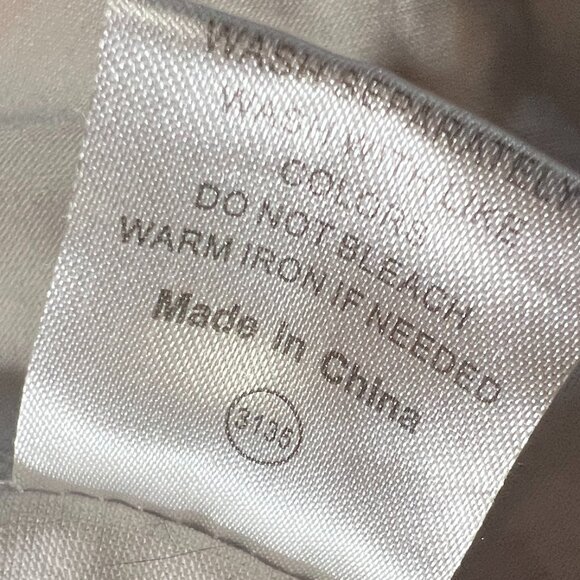 WASH SEPARATELY
WASH WITH LIKE
COLORS
DO NOT BLEACH
WARM IRON IF NEEDED
Made in China
3135